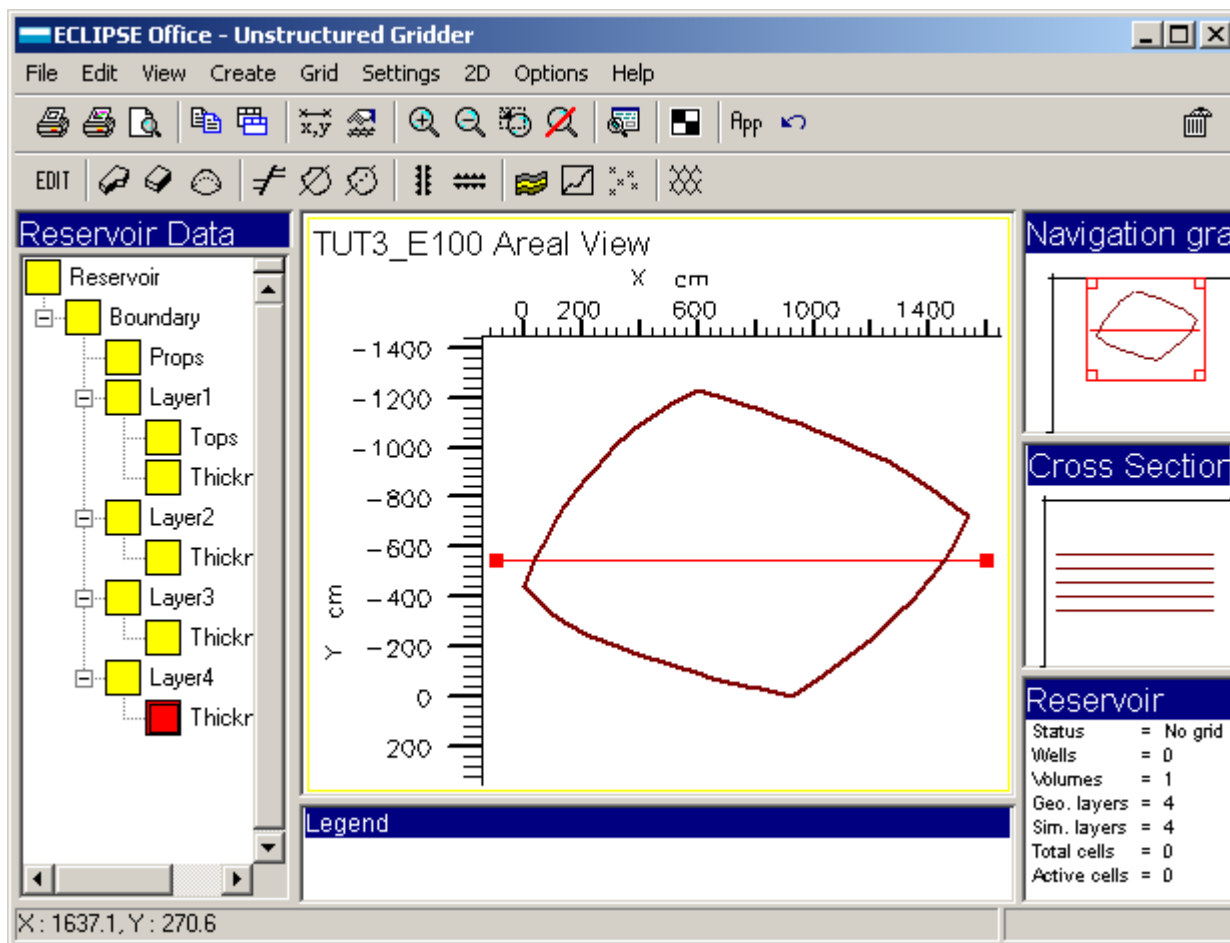 ECLIPSE Office - Unstructured Gridder
File Edit View Create Grid Settings 2D Options Help
x,y App
EDIT
Reservoir Data
Reservoir
Boundary
Props
Layer1
Tops
Thickr
Layer2
Thickr
Layer3
Thickr
Layer4
Thickr
TUT3_E100 Areal View
X cm
0 200 600 1000 1400
-1400
-1200
-1000
-800
-600
-400
-200
0
200
Y cm
Legend
Navigation gra
Cross Section
Reservoir
Status = No grid
Wells = 0
Volumes = 1
Geo. layers = 4
Sim. layers = 4
Total cells = 0
Active cells = 0
X : 1637.1, Y : 270.6